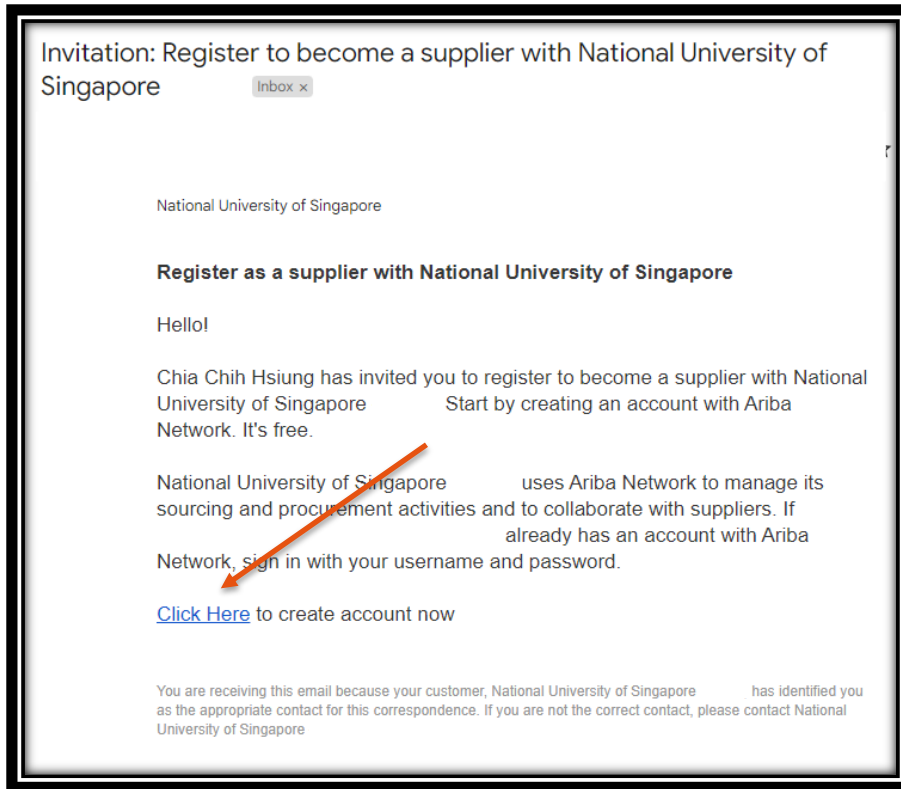 Invitation: Register to become a supplier with National University of
Singapore Inbox x
National University of Singapore
Register as a supplier with National University of Singapore
Hello!
Chia Chih Hsiung has invited you to register to become a supplier with National
University of Singapore Start by creating an account with Ariba
Network. It's free.
National University of Singapore uses Ariba Network to manage its
sourcing and procurement activities and to collaborate with suppliers. If
already has an account with Ariba
Network, sign in with your username and password.
Click Here to create account now
You are receiving this email because your customer, National University of Singapore has identified you
as the appropriate contact for this correspondence. If you are not the correct contact, please contact National
University of Singapore